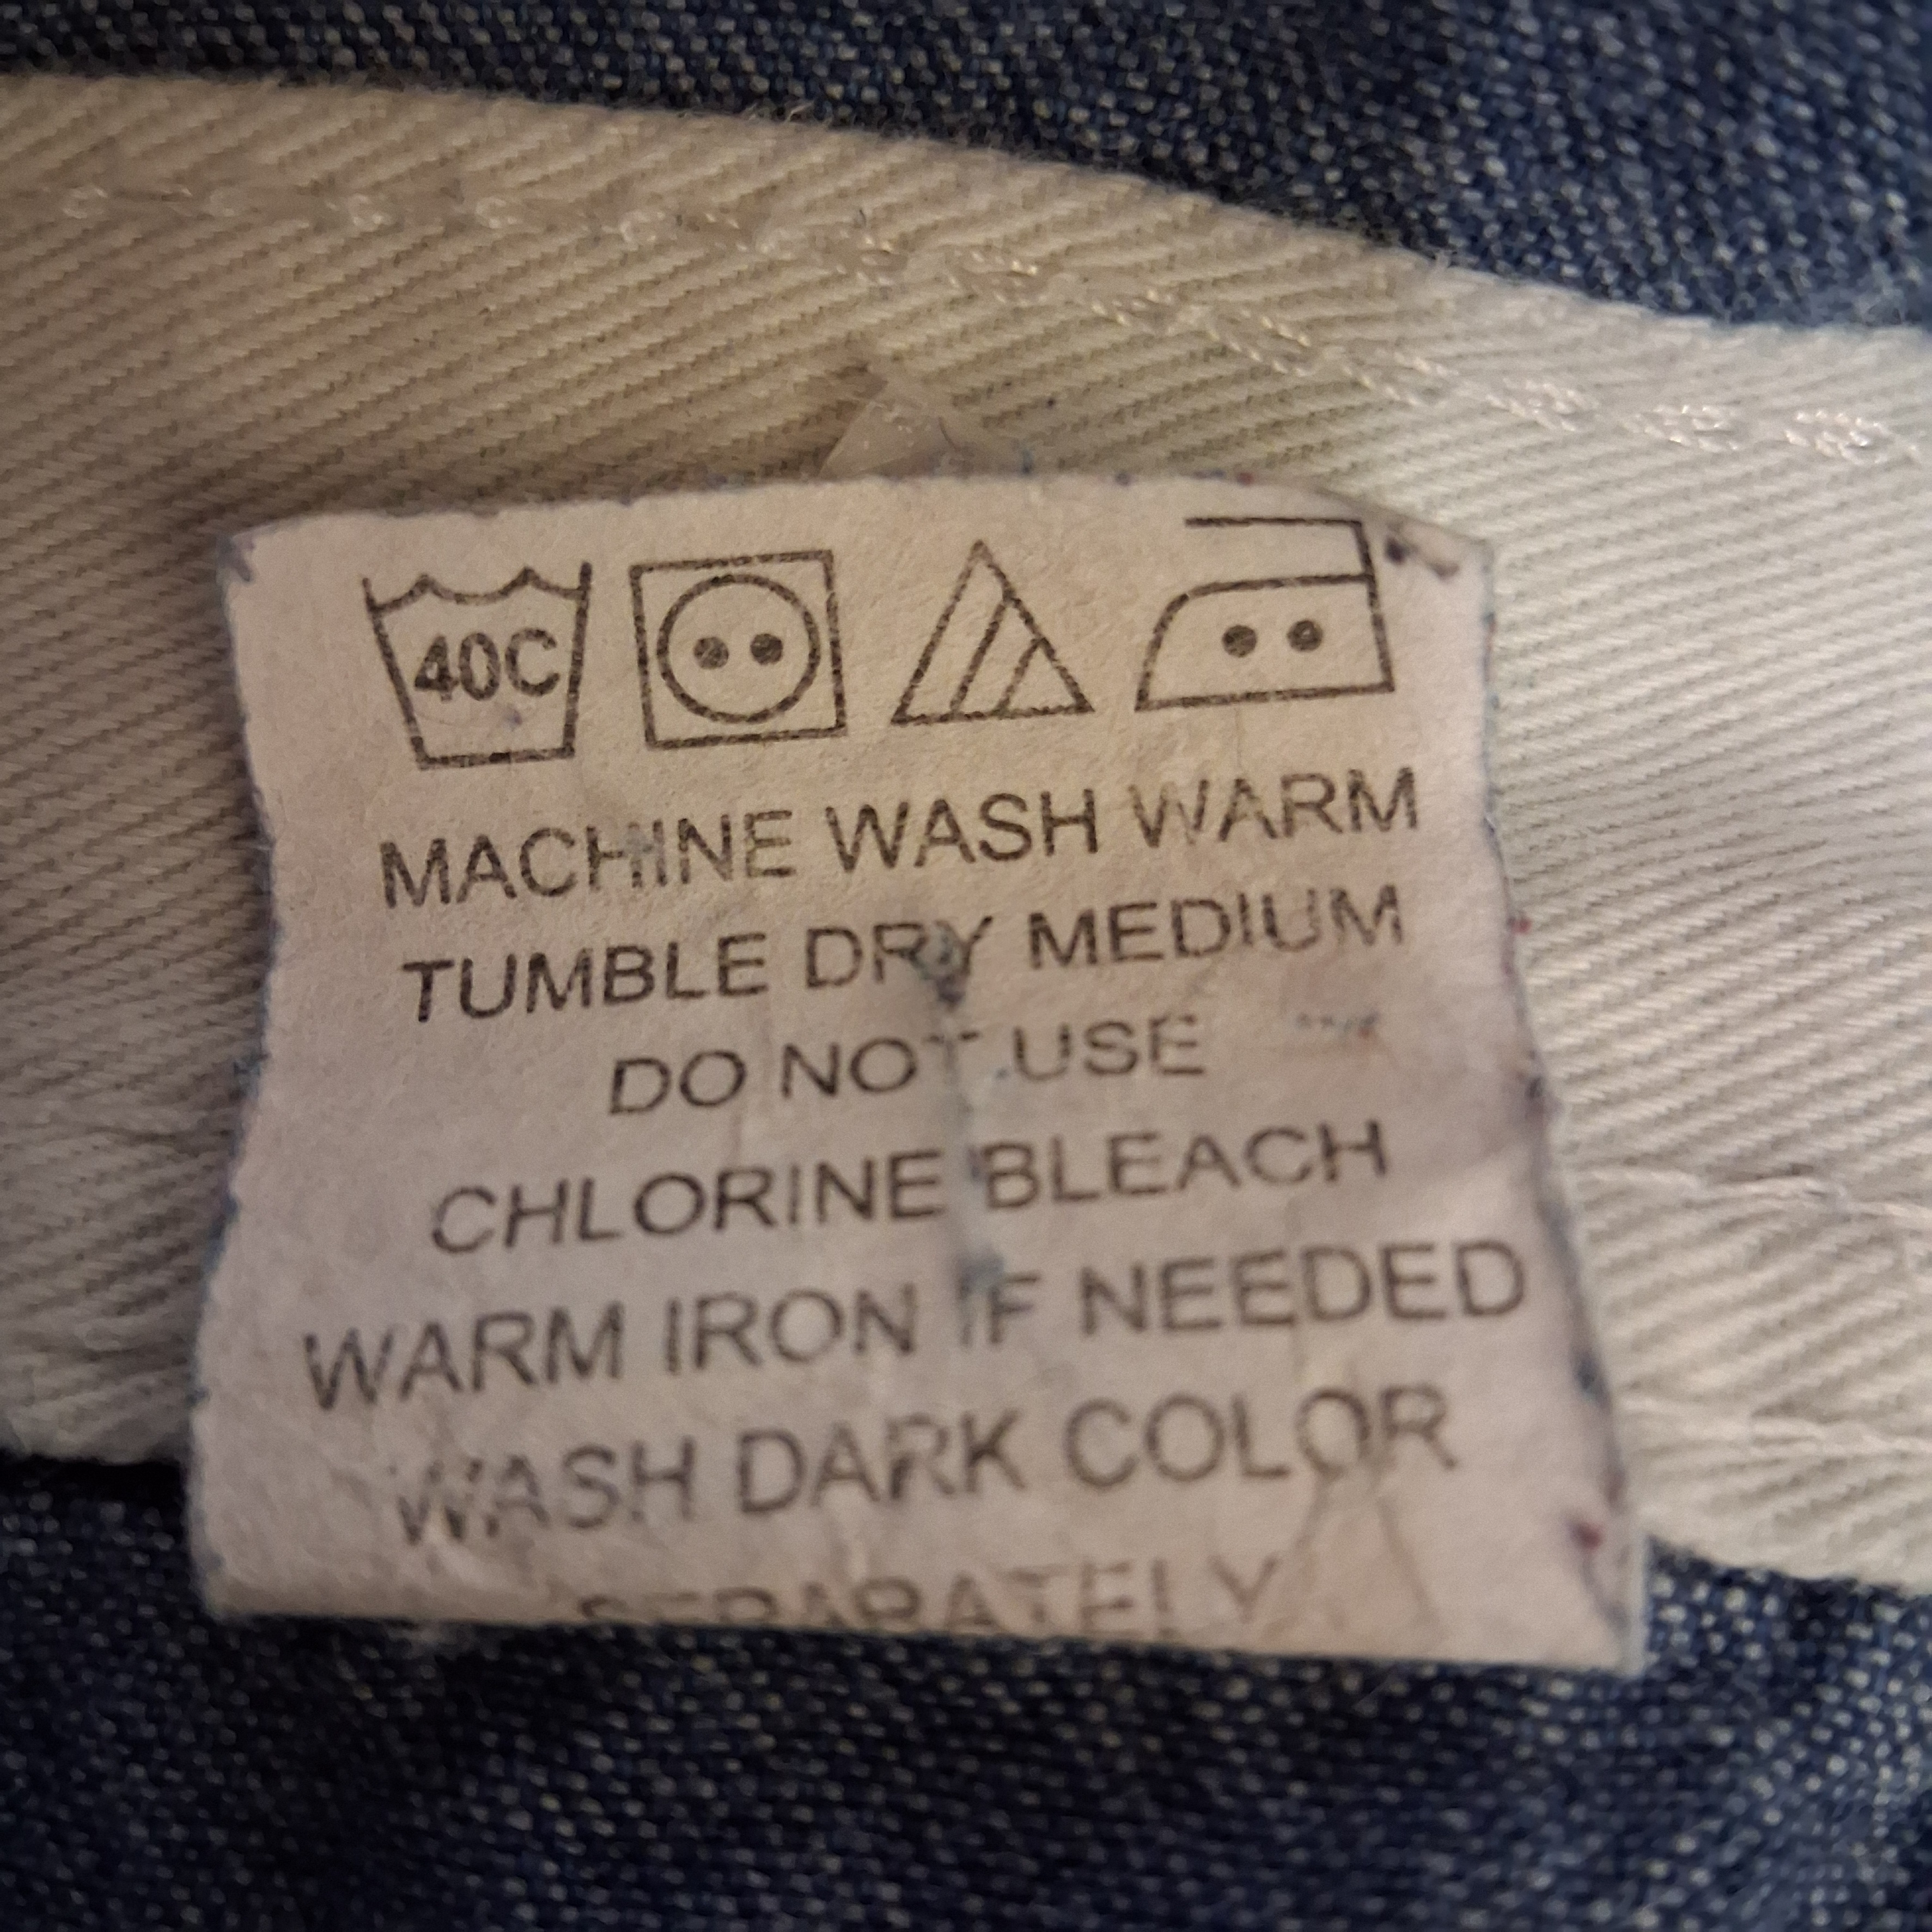 40C
MACHINE WASH WARM
TUMBLE DRY MEDIUM
DO NOT USE
CHLORINE BLEACH
WARM IRON IF NEEDED
WASH DARK COLOR
SEPARATELY